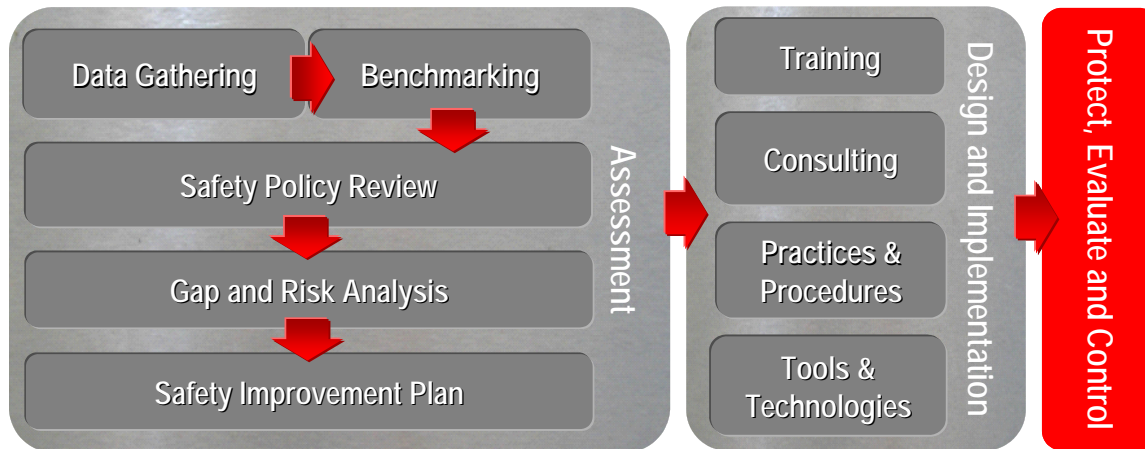 Data Gathering
Benchmarking
Safety Policy Review
Gap and Risk Analysis
Safety Improvement Plan
Assessment
Training
Consulting
Practices &
Procedures
Tools &
Technologies
Design and Implementation
Protect, Evaluate and Control